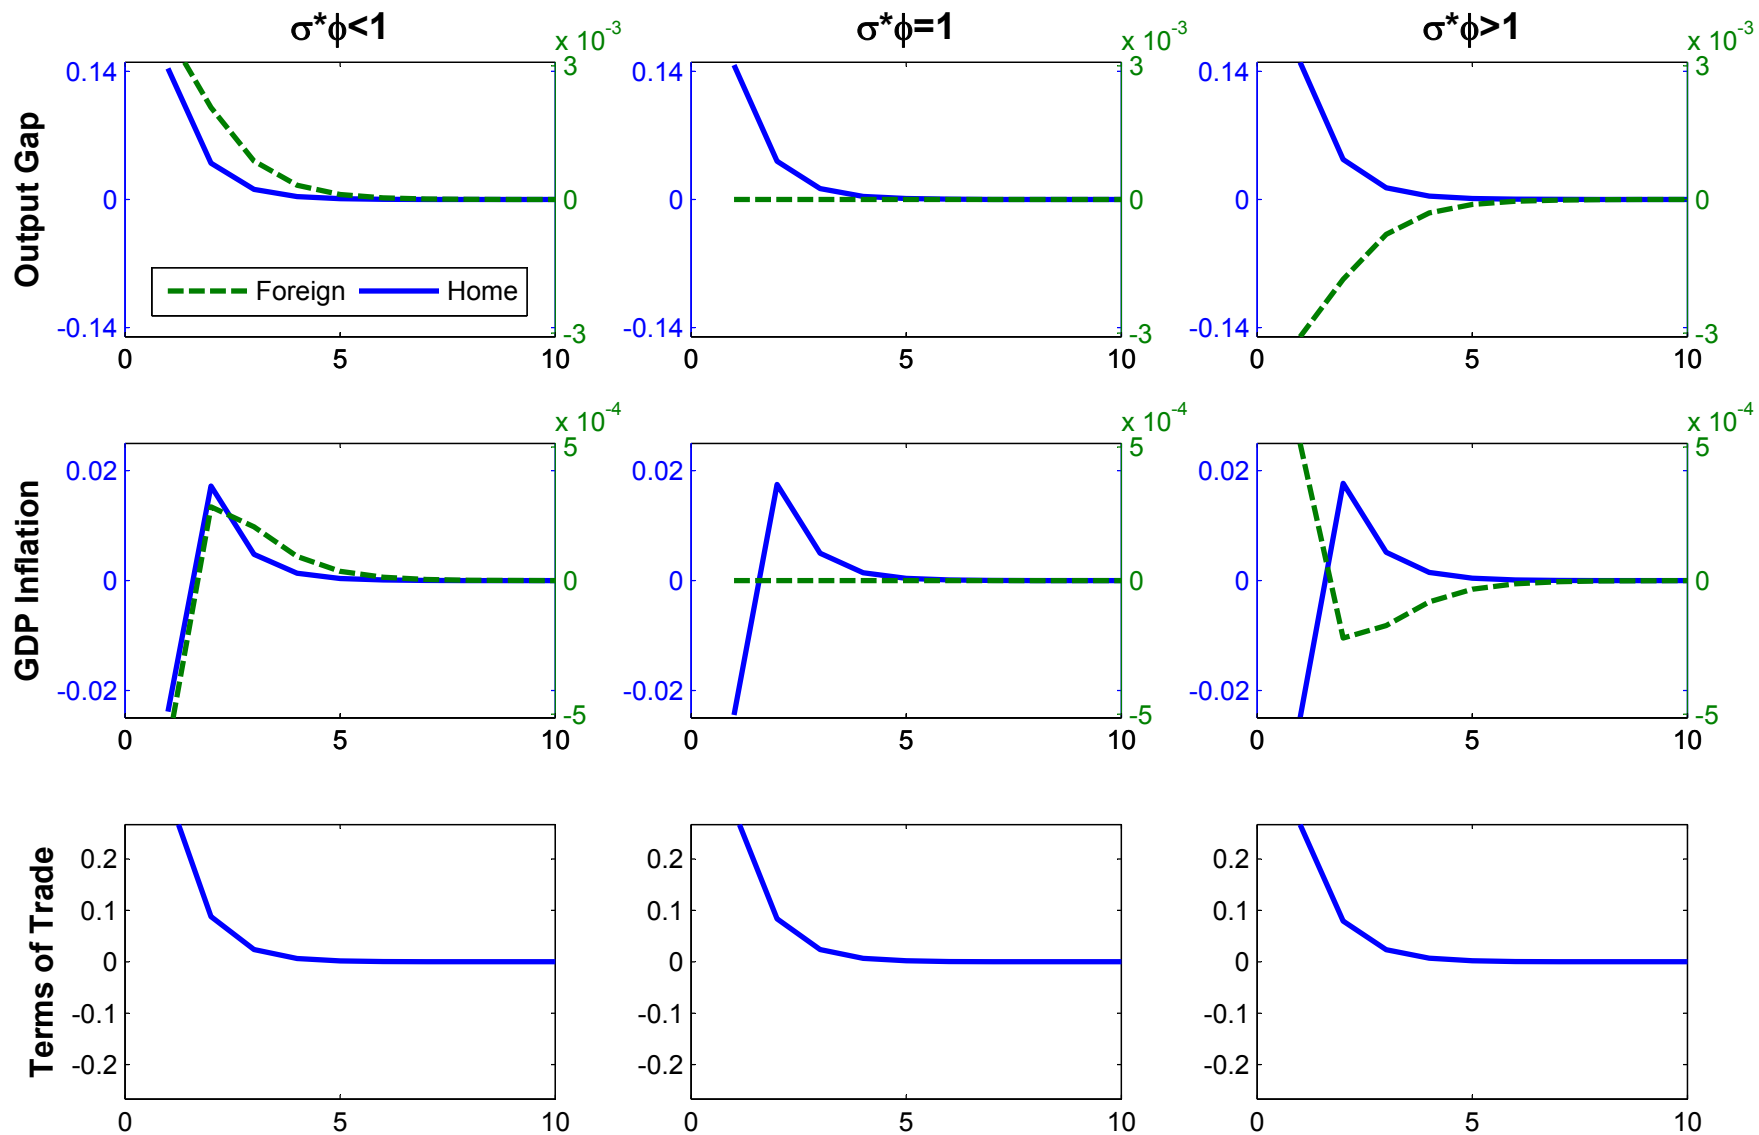 σ*ϕ<1
σ*ϕ=1
σ*ϕ>1
x 10-3
x 10-3
x 10-3
Output Gap
0.14
0
-0.14
3
0
-3
0 5 10
Foreign Home
0.14
0
-0.14
3
0
-3
0 5 10
0.14
0
-0.14
3
0
-3
0 5 10
GDP Inflation
x 10-4
0.02
0
-0.02
5
0
-5
0 5 10
x 10-4
0.02
0
-0.02
5
0
-5
0 5 10
x 10-4
0.02
0
-0.02
5
0
-5
0 5 10
Terms of Trade
0.2
0.1
0
-0.1
-0.2
0 5 10
0.2
0.1
0
-0.1
-0.2
0 5 10
0.2
0.1
0
-0.1
-0.2
0 5 10